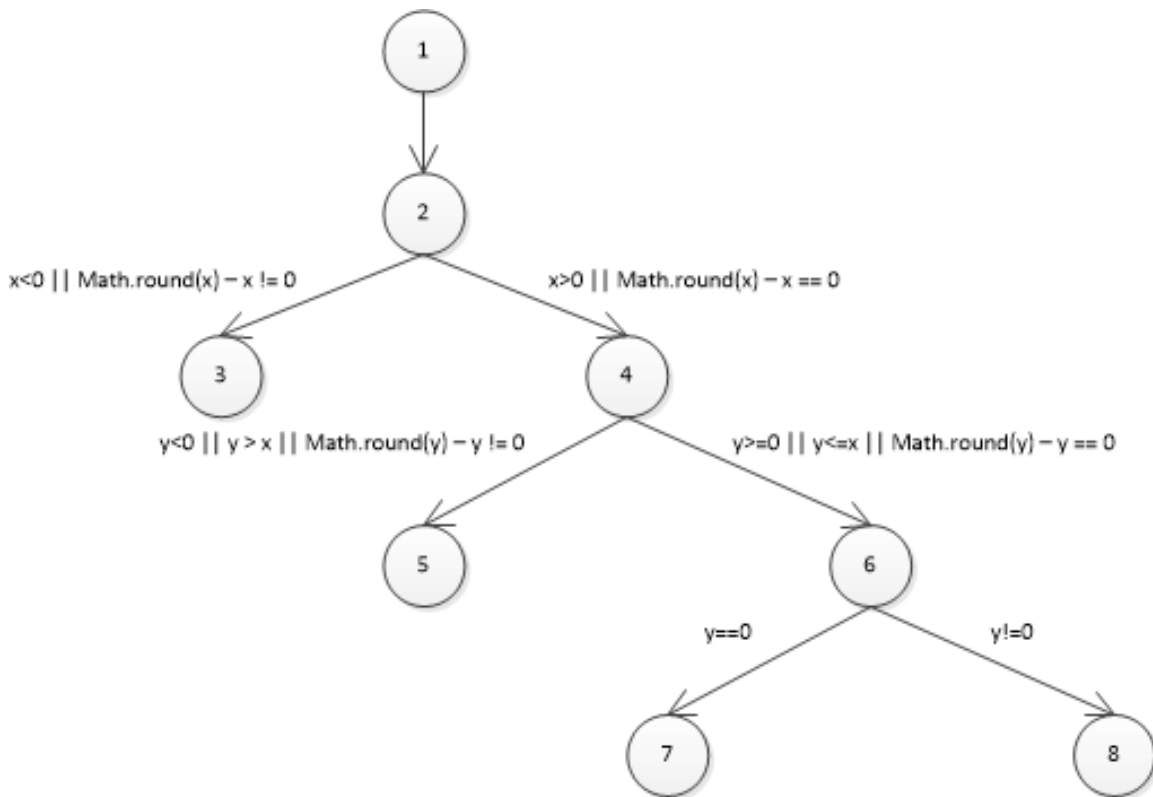 1
2
x<0 || Math.round(x) – x != 0
x>0 || Math.round(x) – x == 0
3
4
y<0 || y > x || Math.round(y) – y != 0
y>=0 || y<=x || Math.round(y) – y == 0
5
6
y==0
y!=0
7
8